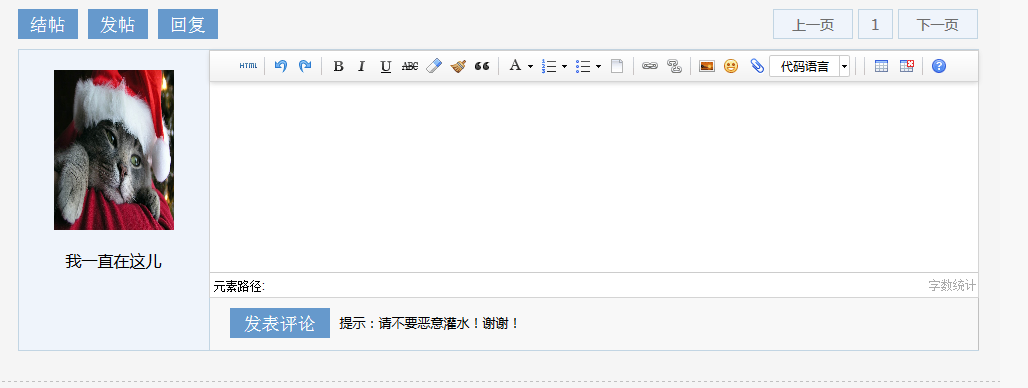 结帖 发帖 回复 上一页 1 下一页
HTML B I U ABC A 代码语言
我一直在这儿
元素路径: 字数统计
发表评论 提示：请不要恶意灌水！谢谢！